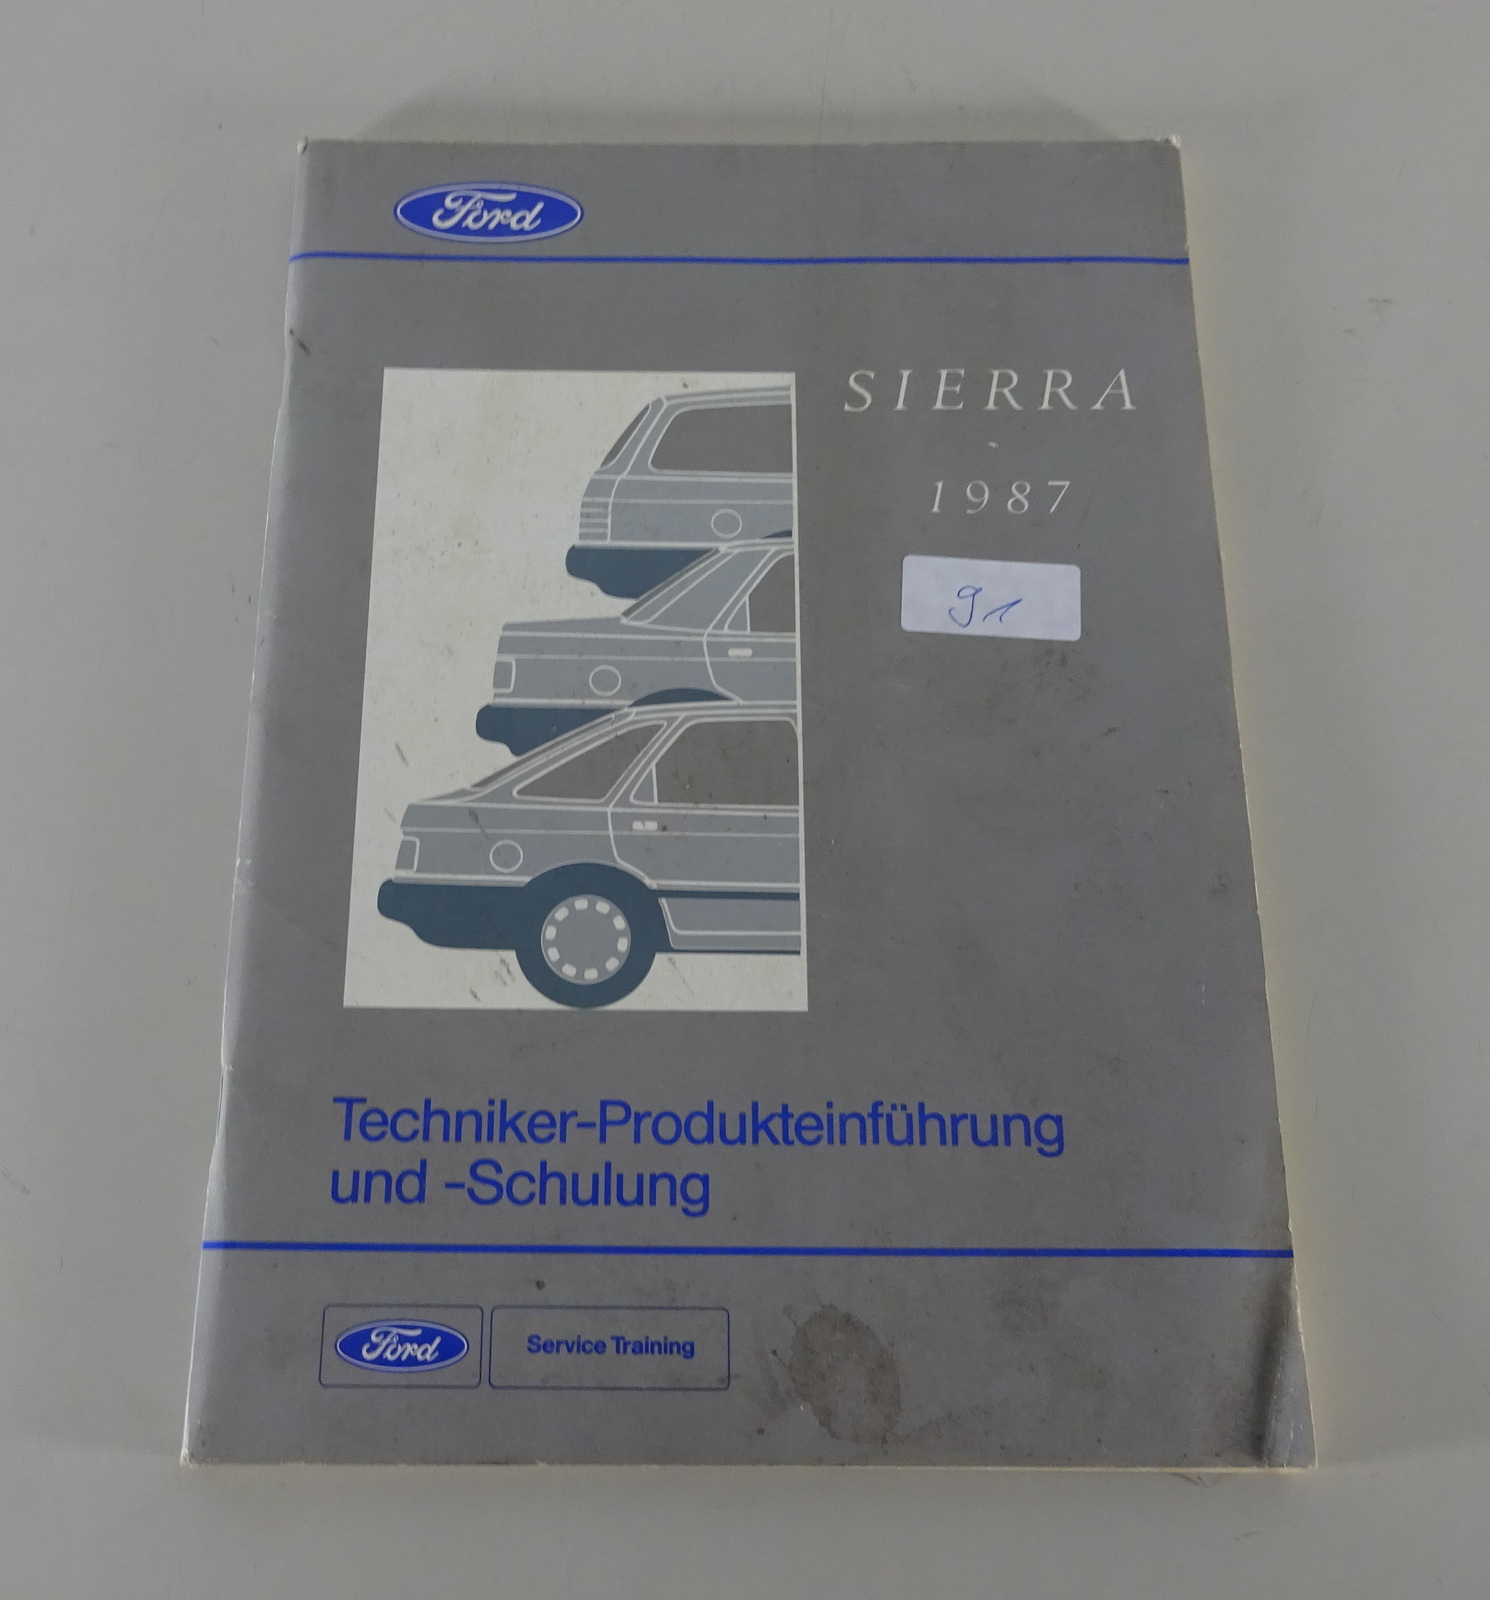 Ford
SIERRA
1987
91
Techniker-Produkteinführung
und -Schulung
Ford
Service Training